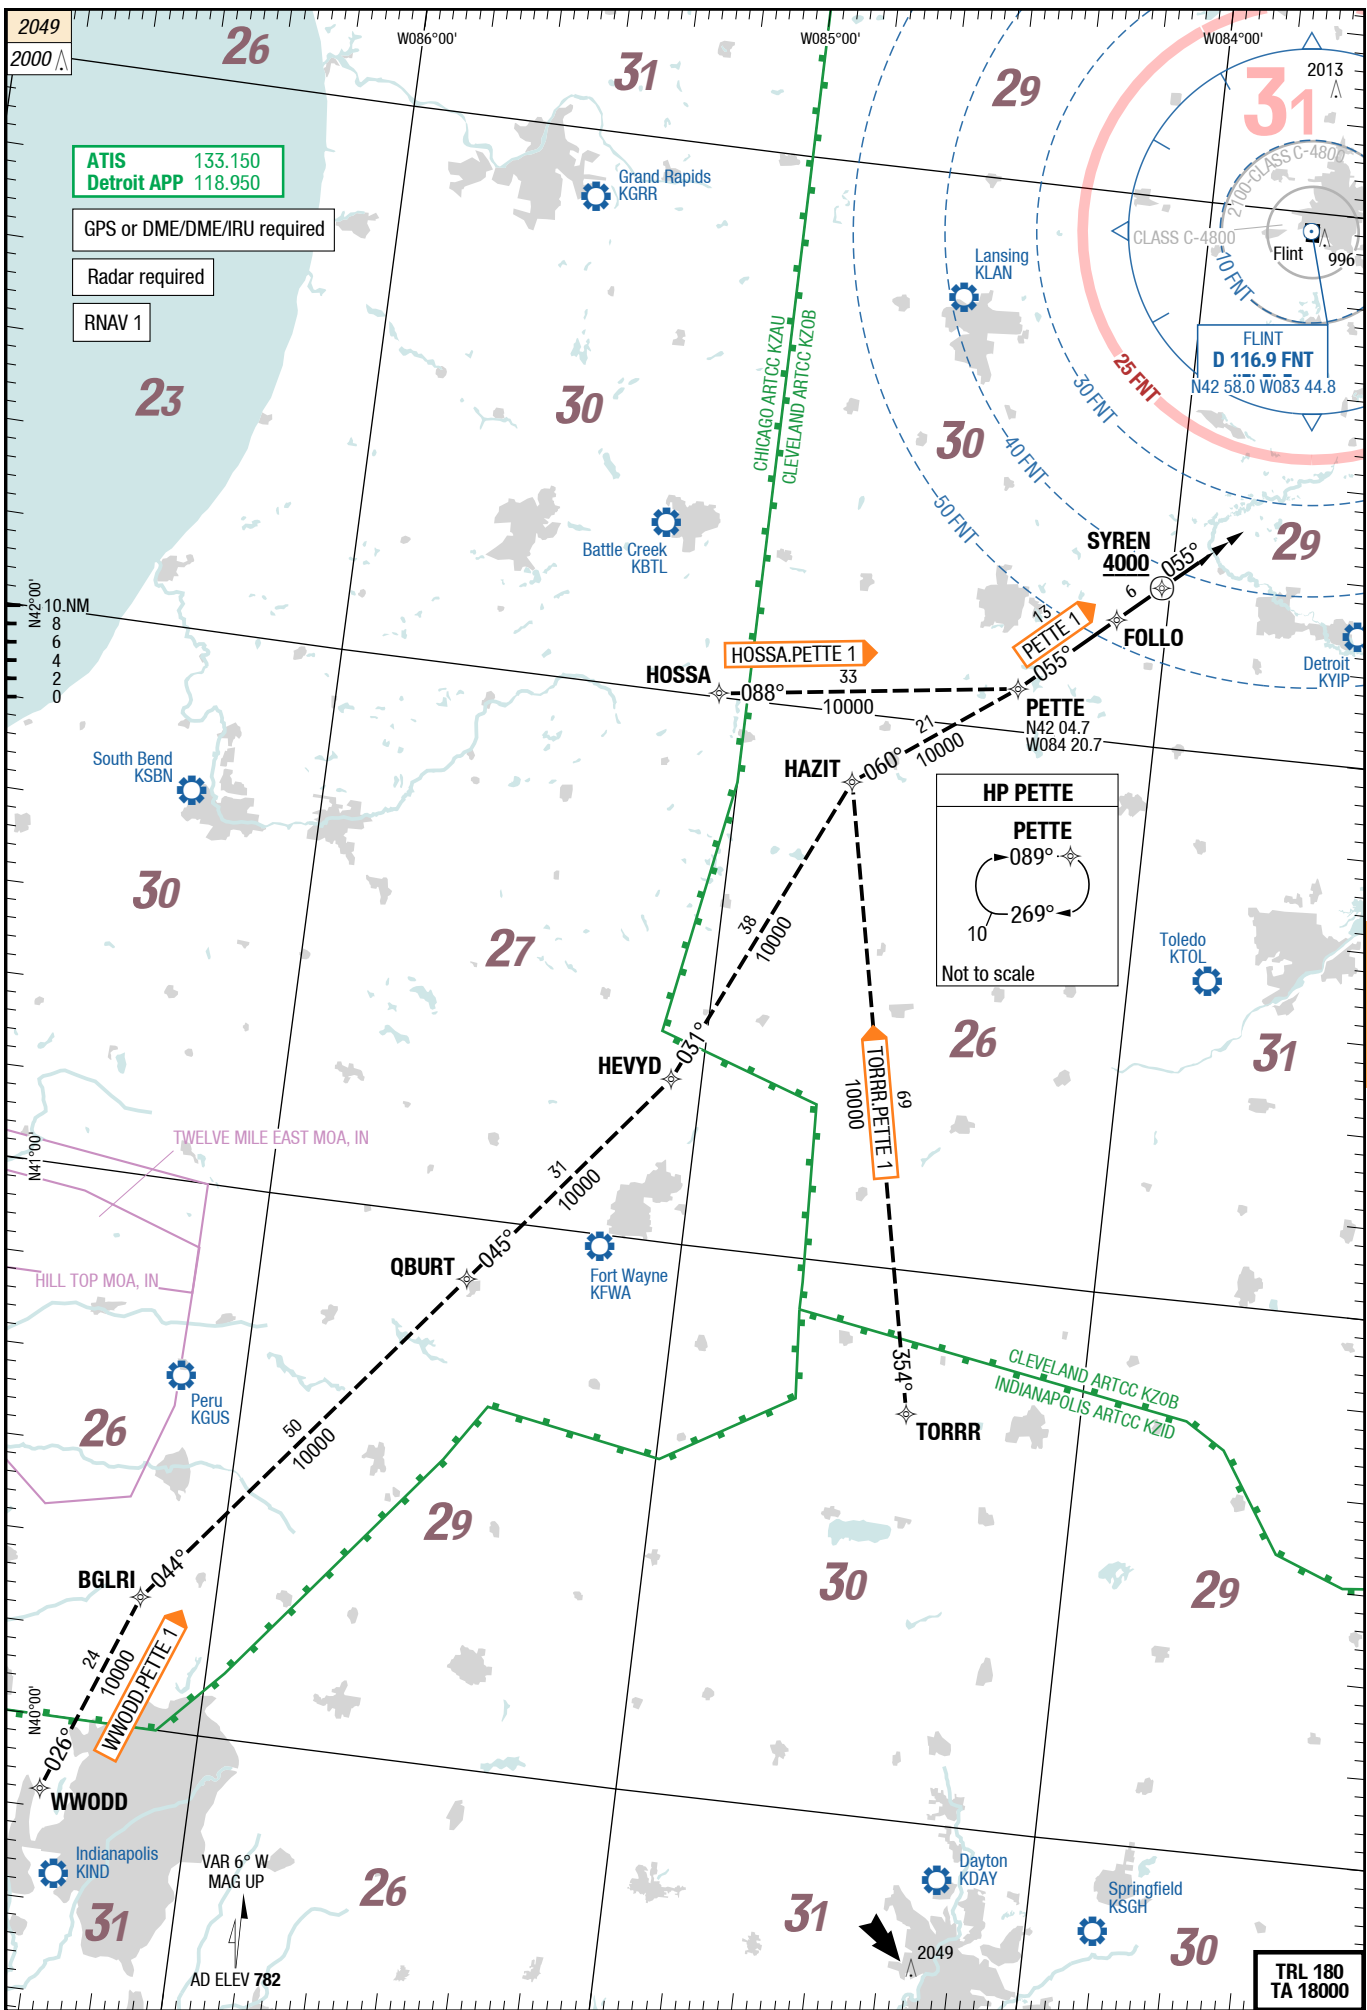 2049
2000
W086°00'
W085°00'
W084°00'
26
31
29
31
2013
ATIS 133.150
Detroit APP 118.950
GPS or DME/DME/IRU required
Radar required
RNAV 1
Grand Rapids
KGRR
Lansing
KLAN
2100-CLASS C-4800
CLASS C-4800
Flint
996
10 FNT
FLINT
D 116.9 FNT
N42 58.0 W083 44.8
25 FNT
30 FNT
40 FNT
50 FNT
CHICAGO ARTCC KZAU
CLEVELAND ARTCC KZOB
23
30
30
29
Battle Creek
KBTL
SYREN
4000
055°
6
FOLLO
N42°00'
10 NM
8
6
4
2
0
13
PETTE 1
055°
HOSSA.PETTE 1
HOSSA
088°
33
10000
PETTE
N42 04.7
W084 20.7
Detroit
KYIP
21
10000
060°
HAZIT
South Bend
KSBN
HP PETTE
PETTE
089°
269°
10
Not to scale
30
27
38
10000
Toledo
KTOL
26
31
031°
HEVYD
TORRR.PETTE 1
69
10000
TWELVE MILE EAST MOA, IN
N41°00'
31
10000
045°
QBURT
HILL TOP MOA, IN
Fort Wayne
KFWA
Peru
KGUS
26
354°
TORRR
CLEVELAND ARTCC KZOB
INDIANAPOLIS ARTCC KZID
50
10000
29
30
29
044°
BGLRI
24
10000
WWODD.PETTE 1
N40°00'
026°
WWODD
Indianapolis
KIND
VAR 6° W
MAG UP
26
31
Dayton
KDAY
Springfield
KSGH
31
30
2049
AD ELEV 782
TRL 180
TA 18000